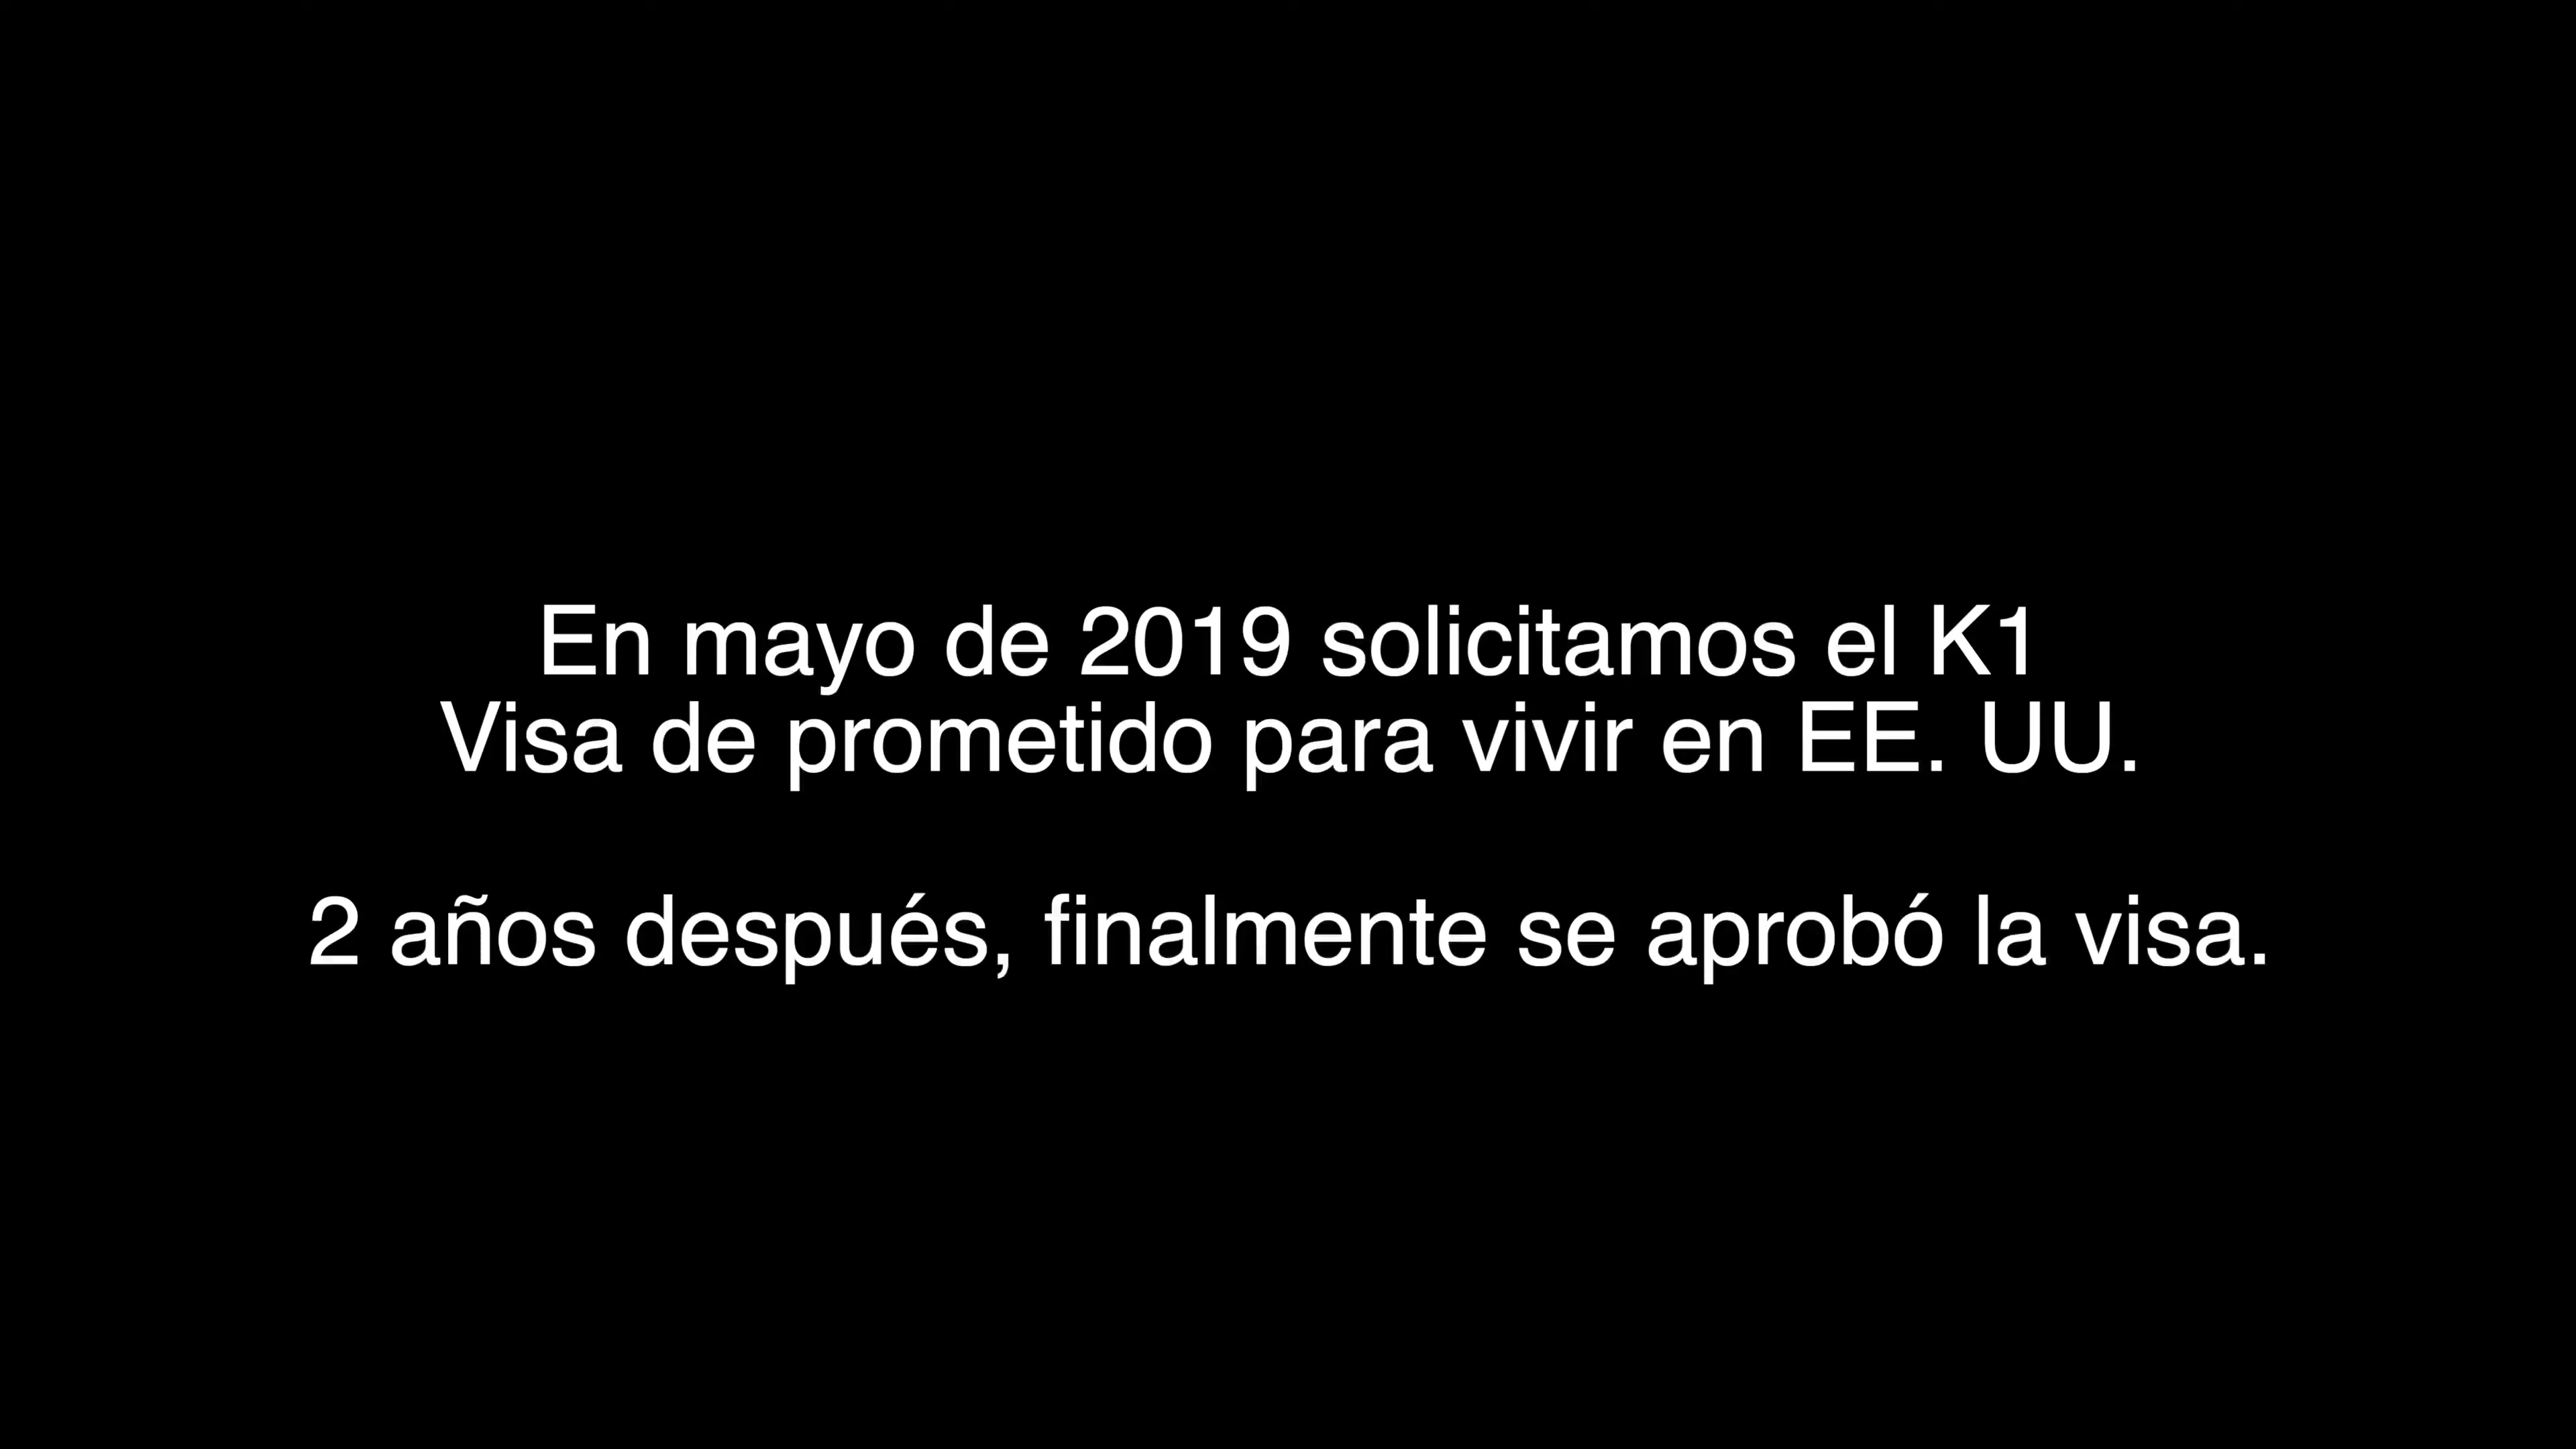 En mayo de 2019 solicitamos el K1
Visa de prometido para vivir en EE. UU.
2 años después, finalmente se aprobó la visa.